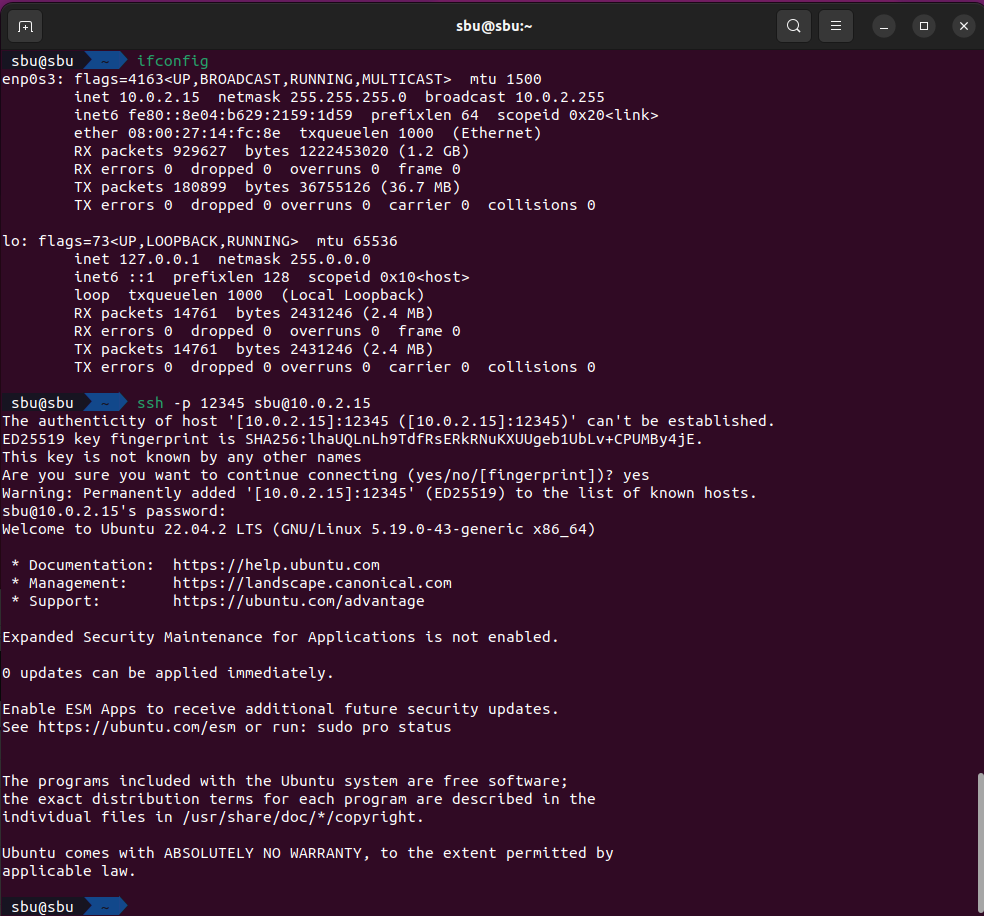 sbu@sbu:~
sbu@sbu ~ ifconfig
enp0s3: flags=4163<UP,BROADCAST,RUNNING,MULTICAST>  mtu 1500
        inet 10.0.2.15  netmask 255.255.255.0  broadcast 10.0.2.255
        inet6 fe80::8e04:b629:2159:1d59  prefixlen 64  scopeid 0x20<link>
        ether 08:00:27:14:fc:8e  txqueuelen 1000  (Ethernet)
        RX packets 929627  bytes 1222453020 (1.2 GB)
        RX errors 0  dropped 0  overruns 0  frame 0
        TX packets 180899  bytes 36755126 (36.7 MB)
        TX errors 0  dropped 0 overruns 0  carrier 0  collisions 0

lo: flags=73<UP,LOOPBACK,RUNNING>  mtu 65536
        inet 127.0.0.1  netmask 255.0.0.0
        inet6 ::1  prefixlen 128  scopeid 0x10<host>
        loop  txqueuelen 1000  (Local Loopback)
        RX packets 14761  bytes 2431246 (2.4 MB)
        RX errors 0  dropped 0  overruns 0  frame 0
        TX packets 14761  bytes 2431246 (2.4 MB)
        TX errors 0  dropped 0 overruns 0  carrier 0  collisions 0

sbu@sbu ~ ssh -p 12345 sbu@10.0.2.15
The authenticity of host '[10.0.2.15]:12345 ([10.0.2.15]:12345)' can't be established.
ED25519 key fingerprint is SHA256:lhaUQLnLh9TdfRsERkRNuKXUUgeb1UbLv+CPUMBy4jE.
This key is not known by any other names
Are you sure you want to continue connecting (yes/no/[fingerprint])? yes
Warning: Permanently added '[10.0.2.15]:12345' (ED25519) to the list of known hosts.
sbu@10.0.2.15's password:
Welcome to Ubuntu 22.04.2 LTS (GNU/Linux 5.19.0-43-generic x86_64)

 * Documentation:  https://help.ubuntu.com
 * Management:     https://landscape.canonical.com
 * Support:        https://ubuntu.com/advantage

Expanded Security Maintenance for Applications is not enabled.

0 updates can be applied immediately.

Enable ESM Apps to receive additional future security updates.
See https://ubuntu.com/esm or run: sudo pro status

The programs included with the Ubuntu system are free software;
the exact distribution terms for each program are described in the
individual files in /usr/share/doc/*/copyright.

Ubuntu comes with ABSOLUTELY NO WARRANTY, to the extent permitted by
applicable law.

sbu@sbu ~